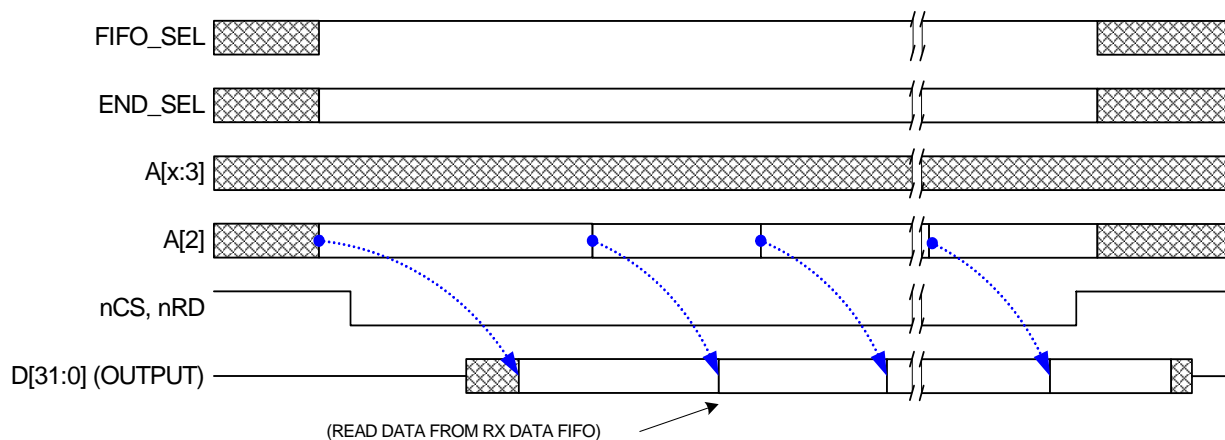 FIFO_SEL
END_SEL
A[x:3]
A[2]
nCS, nRD
D[31:0] (OUTPUT)
(READ DATA FROM RX DATA FIFO)